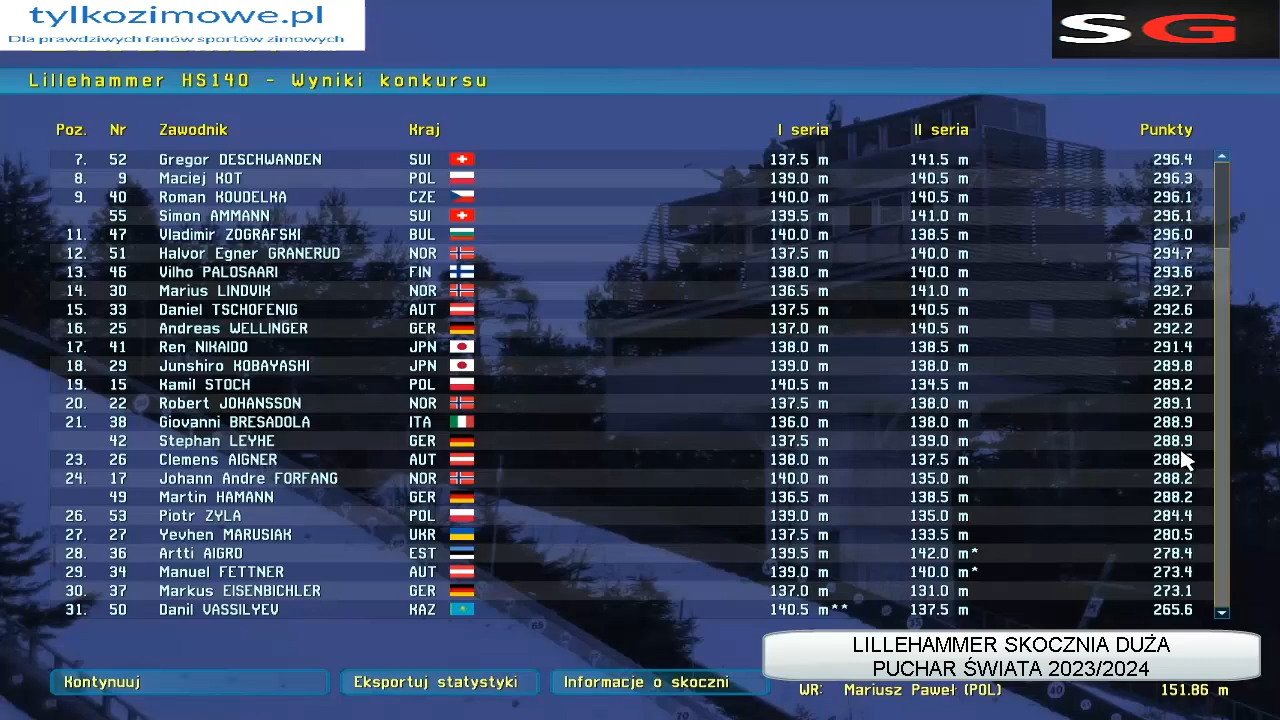 tylkozimowe.pl
Dla prawdziwych fanów sportów zimowych
SG
Lillehammer HS140 - Wyniki konkursu
Poz. Nr Zawodnik Kraj I seria II seria Punkty
7. 52 Gregor DESCHWANDEN SUI 137.5 m 141.5 m 296.4
8. 9 Maciej KOT POL 139.0 m 140.5 m 296.3
9. 40 Roman KOUDELKA CZE 140.0 m 140.5 m 296.1
55 Simon AMMANN SUI 139.5 m 141.0 m 296.1
11. 47 Vladimir ZOGRAFSKI BUL 140.0 m 138.5 m 296.0
12. 51 Halvor Egner GRANERUD NOR 137.5 m 140.0 m 294.7
13. 46 Vilho PALOSAARI FIN 138.0 m 140.0 m 293.6
14. 30 Marius LINDVIK NOR 136.5 m 141.0 m 292.7
15. 33 Daniel TSCHOFENIG AUT 137.5 m 140.5 m 292.6
16. 25 Andreas WELLINGER GER 137.0 m 140.5 m 292.2
17. 41 Ren NIKAIDO JPN 138.0 m 138.5 m 291.4
18. 29 Junshiro KOBAYASHI JPN 139.0 m 138.0 m 289.8
19. 15 Kamil STOCH POL 140.5 m 134.5 m 289.2
20. 22 Robert JOHANSSON NOR 137.5 m 138.0 m 289.1
21. 38 Giovanni BRESADOLA ITA 136.0 m 138.0 m 288.9
42 Stephan LEYHE GER 137.5 m 139.0 m 288.9
23. 26 Clemens AIGNER AUT 138.0 m 137.5 m
24. 17 Johann Andre FORFANG NOR 140.0 m 135.0 m 288.2
49 Martin HAMANN GER 136.5 m 138.5 m 288.2
26. 53 Piotr ZYLA POL 139.0 m 135.0 m 284.4
27. 27 Yevhen MARUSIAK UKR 137.5 m 133.5 m 280.5
28. 36 Artti AIGRO EST 139.5 m 142.0 m* 278.4
29. 34 Manuel FETTNER AUT 139.0 m 140.0 m* 273.4
30. 37 Markus EISENBICHLER GER 137.0 m 131.0 m 273.1
31. 50 Danil VASSILYEV KAZ 140.5 m** 137.5 m 265.6
LILLEHAMMER SKOCZNIA DUŻA
PUCHAR ŚWIATA 2023/2024
Kontynuuj Eksportuj statystyki Informacje o skoczni
WR: Mariusz Paweł (POL) 151.86 m